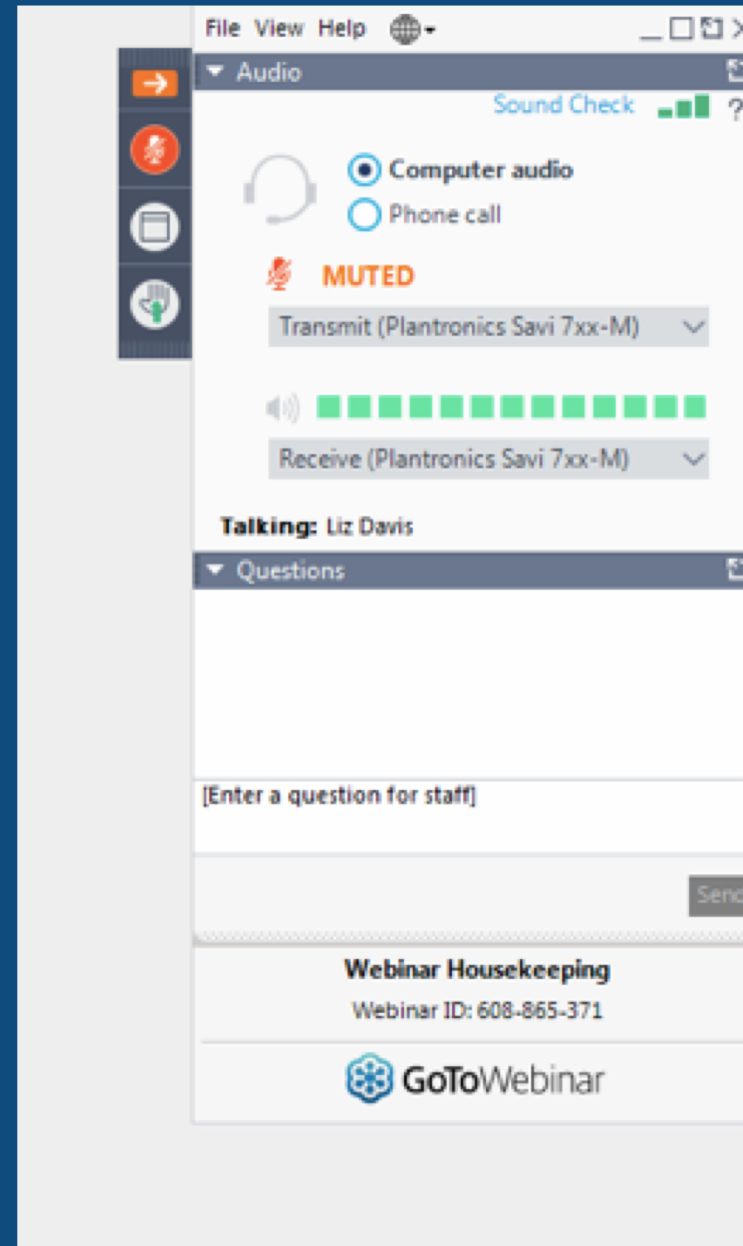 File View Help
Audio
Sound Check ?
Computer audio
Phone call
MUTED
Transmit (Plantronics Savi 7xx-M)
Receive (Plantronics Savi 7xx-M)
Talking: Liz Davis
Questions
[Enter a question for staff]
Send
Webinar Housekeeping
Webinar ID: 608-865-371
GoToWebinar